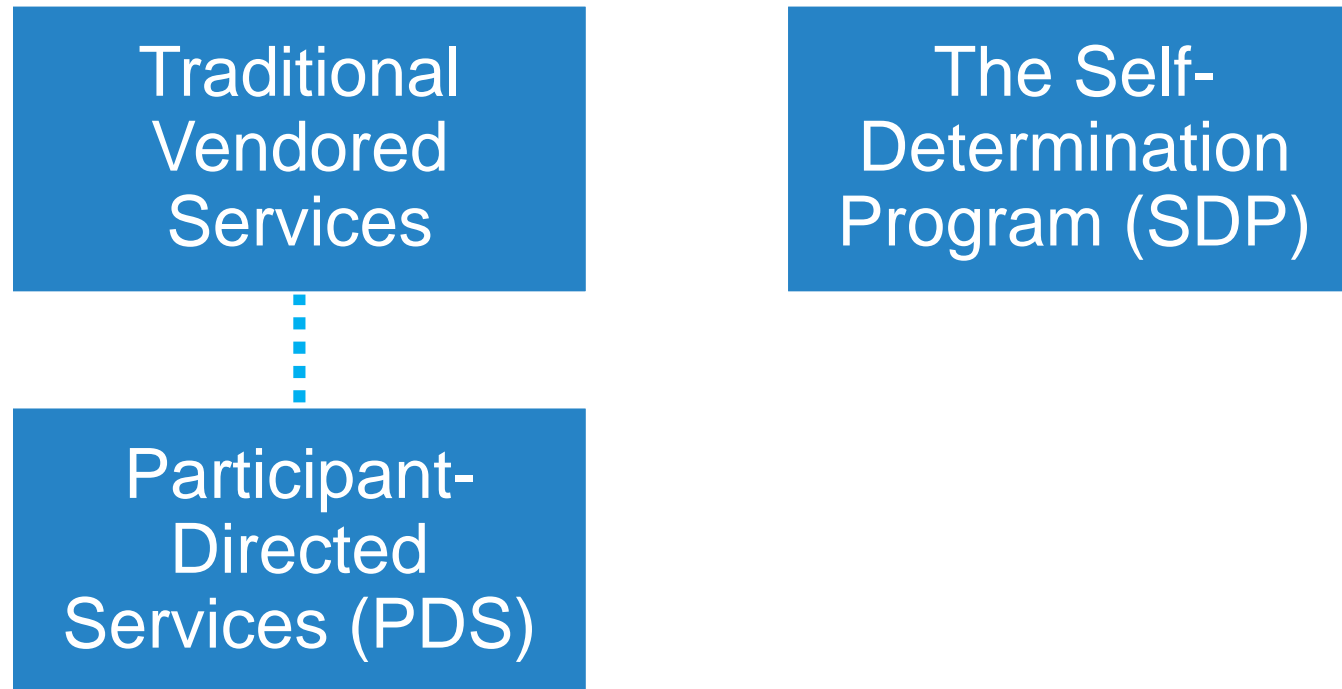 Traditional
Vendored
Services
The Self-
Determination
Program (SDP)
Participant-
Directed
Services (PDS)